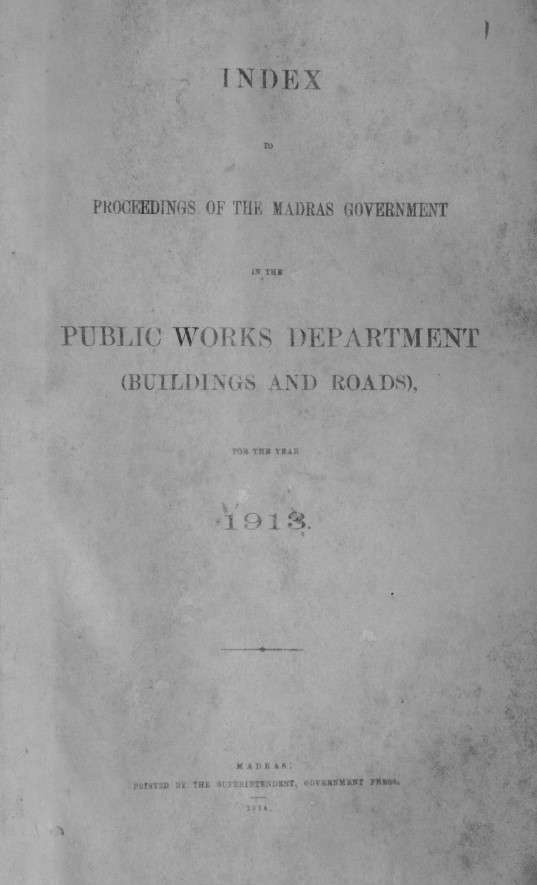 INDEX
TO
PROCEEDINGS OF THE MADRAS GOVERNMENT
IN THE
PUBLIC WORKS DEPARTMENT
(BUILDINGS AND ROADS),
FOR THE YEAR
1913.
MADRAS:
PRINTED BY THE SUPERINTENDENT, GOVERNMENT PRESS.
1914.